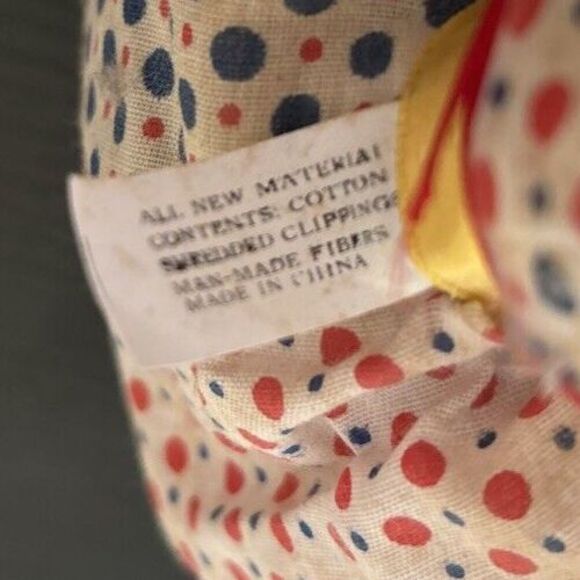 ALL NEW MATERIAL
CONTENTS: COTTON
SHREDDED CLIPPINGS
MAN-MADE FIBERS
MADE IN CHINA